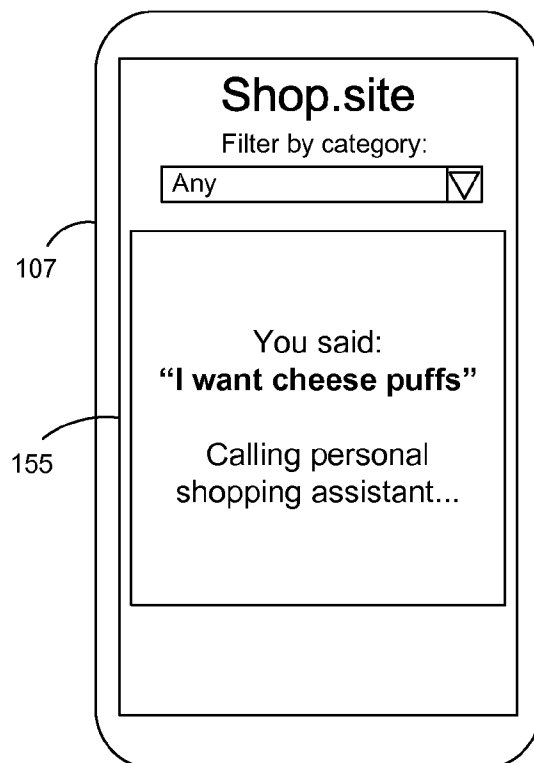 Shop.site
Filter by category:
Any
107
You said:
“I want cheese puffs”
155
Calling personal
shopping assistant...